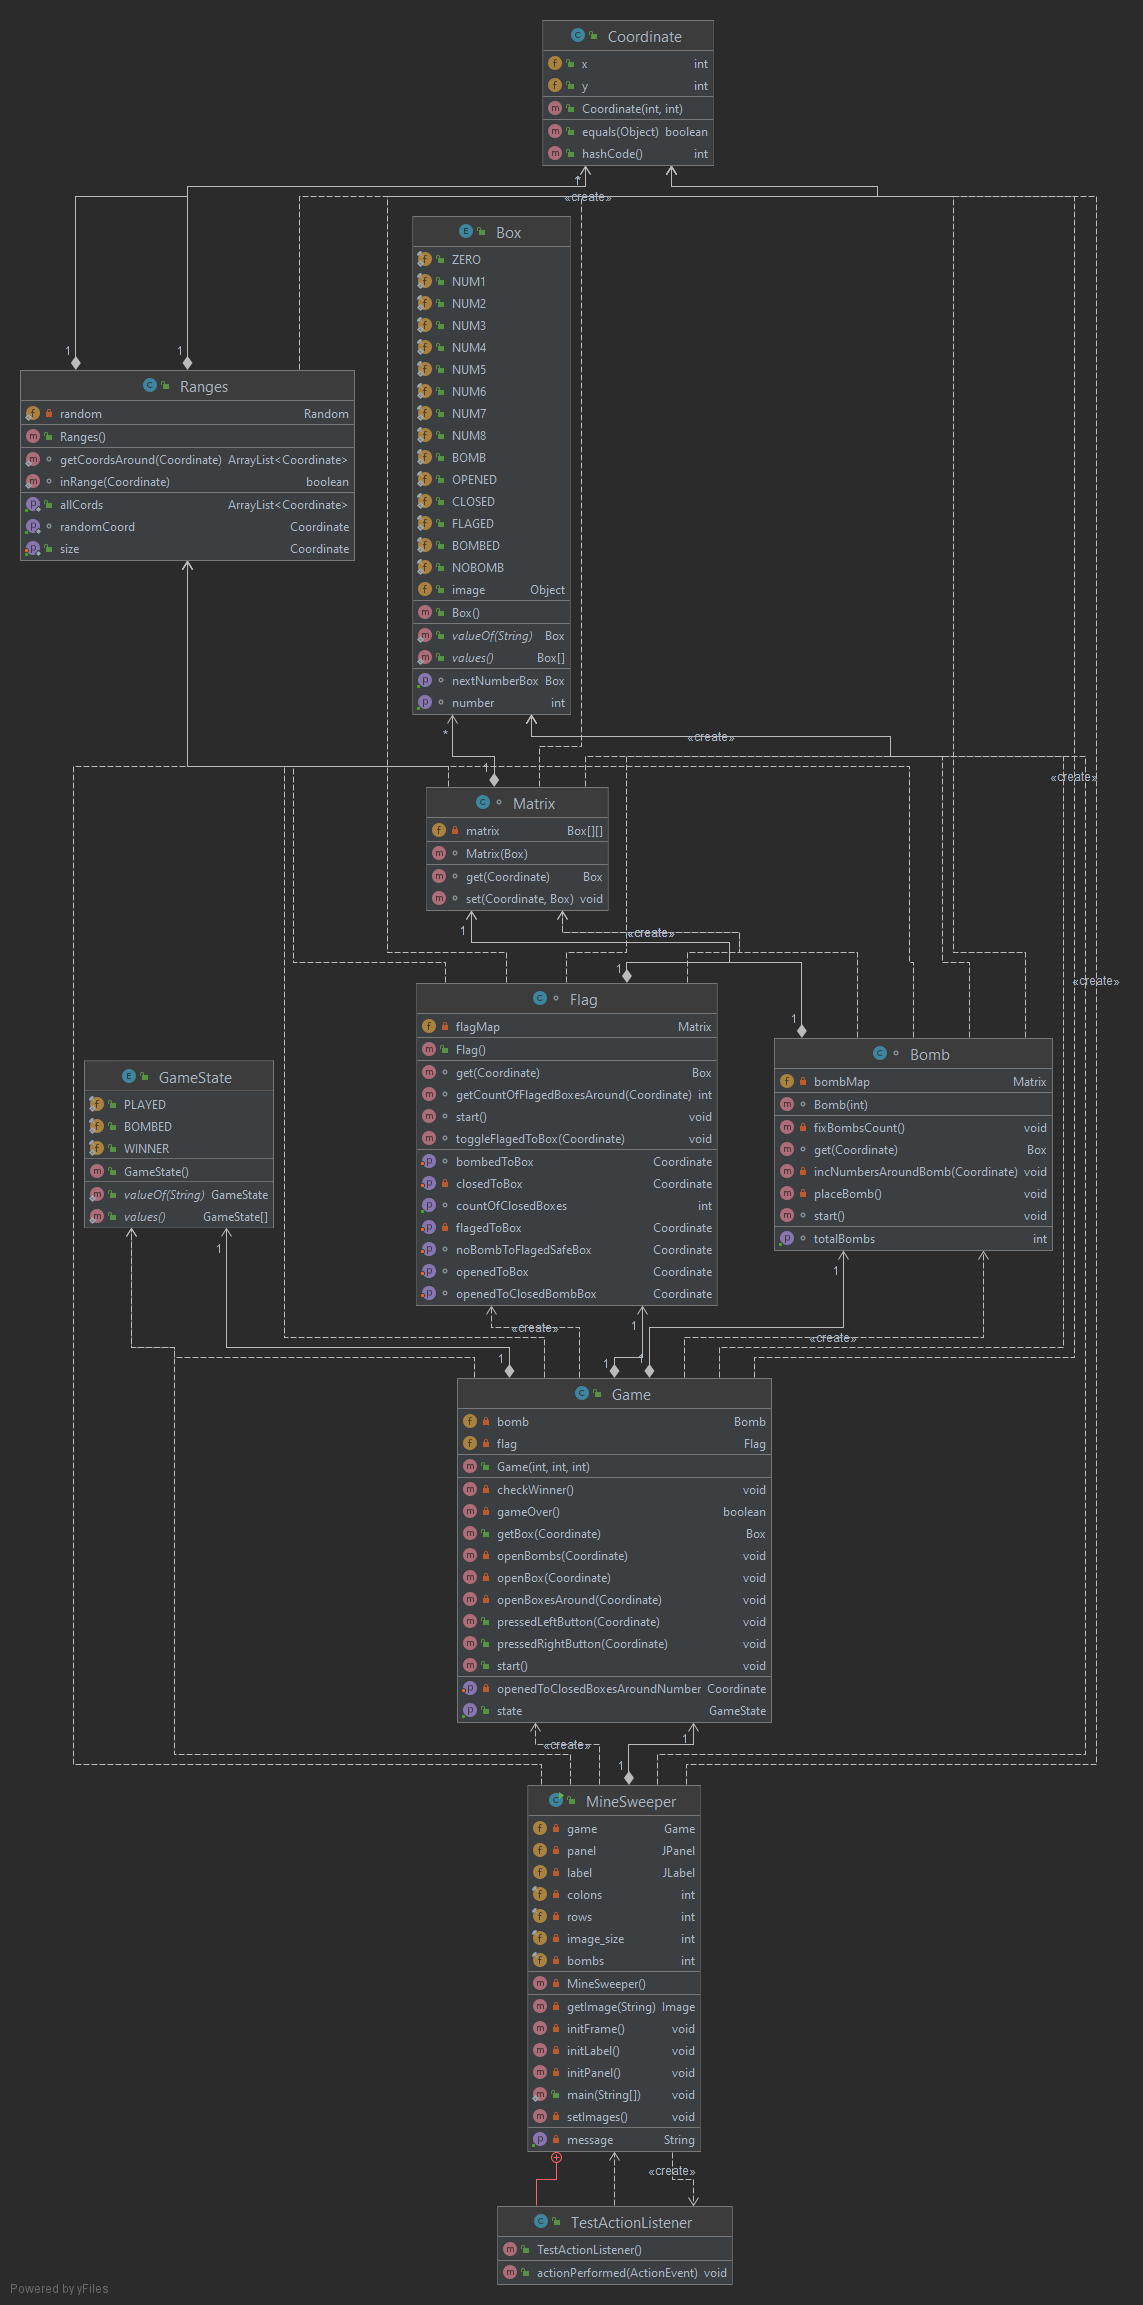 Coordinate
x int
y int
Coordinate(int, int)
equals(Object) boolean
hashCode() int
*
«create»
Box
ZERO
NUM1
NUM2
NUM3
NUM4
NUM5
NUM6
NUM7
NUM8
BOMB
OPENED
CLOSED
FLAGED
BOMBED
NOBOMB
image Object
Box()
valueOf(String) Box
values() Box[]
nextNumberBox Box
number int
1
1
Ranges
random Random
Ranges()
getCoordsAround(Coordinate) ArrayList<Coordinate>
inRange(Coordinate) boolean
allCords ArrayList<Coordinate>
randomCoord Coordinate
size Coordinate
*
«create»
1
«create»
Matrix
matrix Box[][]
Matrix(Box)
get(Coordinate) Box
set(Coordinate, Box) void
1
«create»
1
«create»
1
Flag
flagMap Matrix
Flag()
get(Coordinate) Box
getCountOfFlagedBoxesAround(Coordinate) int
start() void
toggleFlagedToBox(Coordinate) void
bombedToBox Coordinate
closedToBox Coordinate
countOfClosedBoxes int
flagedToBox Coordinate
noBombToFlagedSafeBox Coordinate
openedToBox Coordinate
openedToClosedBombBox Coordinate
Bomb
bombMap Matrix
Bomb(int)
fixBombsCount() void
get(Coordinate) Box
incNumbersAroundBomb(Coordinate) void
placeBomb() void
start() void
totalBombs int
GameState
PLAYED
BOMBED
WINNER
GameState()
valueOf(String) GameState
values() GameState[]
1
1
«create»
1
«create»
1
1
1
Game
bomb Bomb
flag Flag
Game(int, int, int)
checkWinner() void
gameOver() boolean
getBox(Coordinate) Box
openBombs(Coordinate) void
openBox(Coordinate) void
openBoxesAround(Coordinate) void
pressedLeftButton(Coordinate) void
pressedRightButton(Coordinate) void
start() void
openedToClosedBoxesAroundNumber Coordinate
state GameState
1
«create»
1
MineSweeper
game Game
panel JPanel
label JLabel
colons int
rows int
image_size int
bombs int
MineSweeper()
getImage(String) Image
initFrame() void
initLabel() void
initPanel() void
main(String[]) void
setImages() void
message String
«create»
TestActionListener
TestActionListener()
actionPerformed(ActionEvent) void
Powered by yFiles